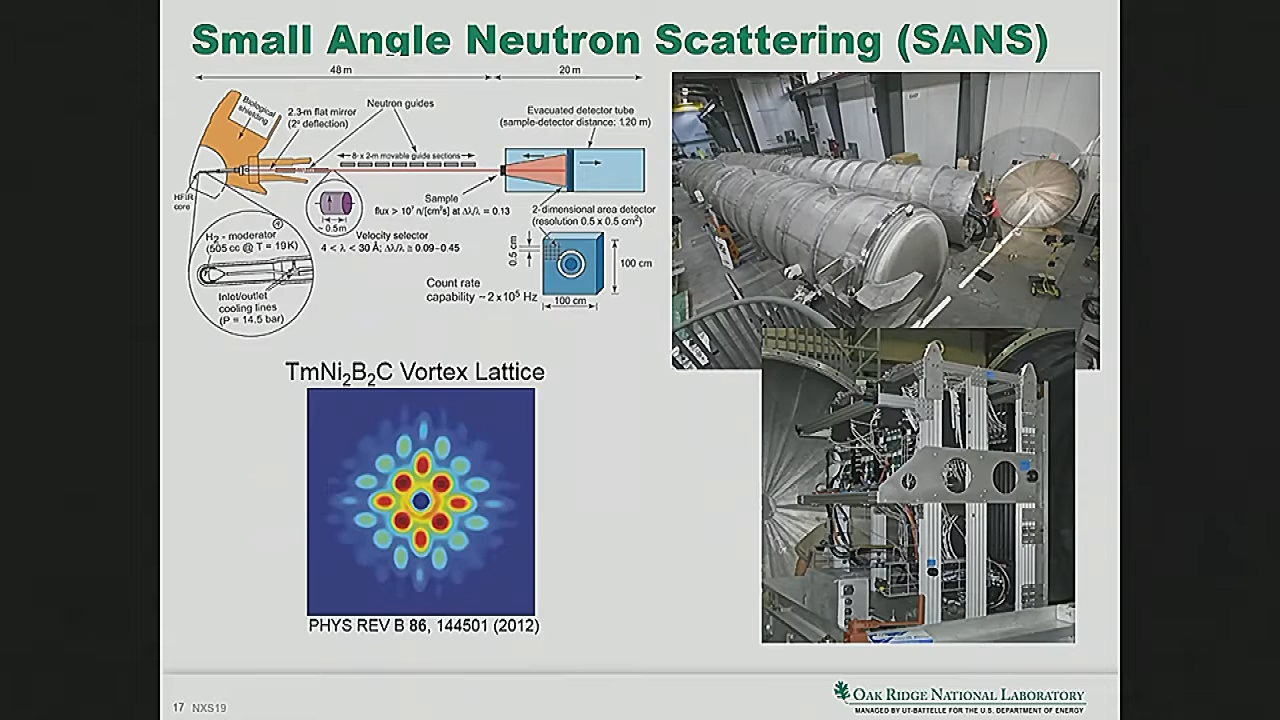 Small Angle Neutron Scattering (SANS)
48 m
20 m
Biological
shielding
2.3-m flat mirror
(2° deflection)
Neutron guides
Evacuated detector tube
(sample-detector distance: 1,20 m)
8 x 2-m movable guide sections
HFIR
core
Sample
flux > 10⁷ n/[cm²s] at Δλ/λ = 0.13
~0.5m
Velocity selector
4 < λ < 30 Å; Δλ/λ ≅ 0.09-0.45
2-dimensional area detector
(resolution 0.5 x 0.5 cm²)
H₂ - moderator
(505 cc @ T = 19K)
Inlet/outlet
cooling lines
(P = 14.5 bar)
0.5 cm
100 cm
Count rate
capability ~ 2 x 10⁵ Hz
100 cm
TmNi₂B₂C Vortex Lattice
PHYS REV B 86, 144501 (2012)
17 NXS19
OAK RIDGE NATIONAL LABORATORY
MANAGED BY UT-BATTELLE FOR THE U.S. DEPARTMENT OF ENERGY